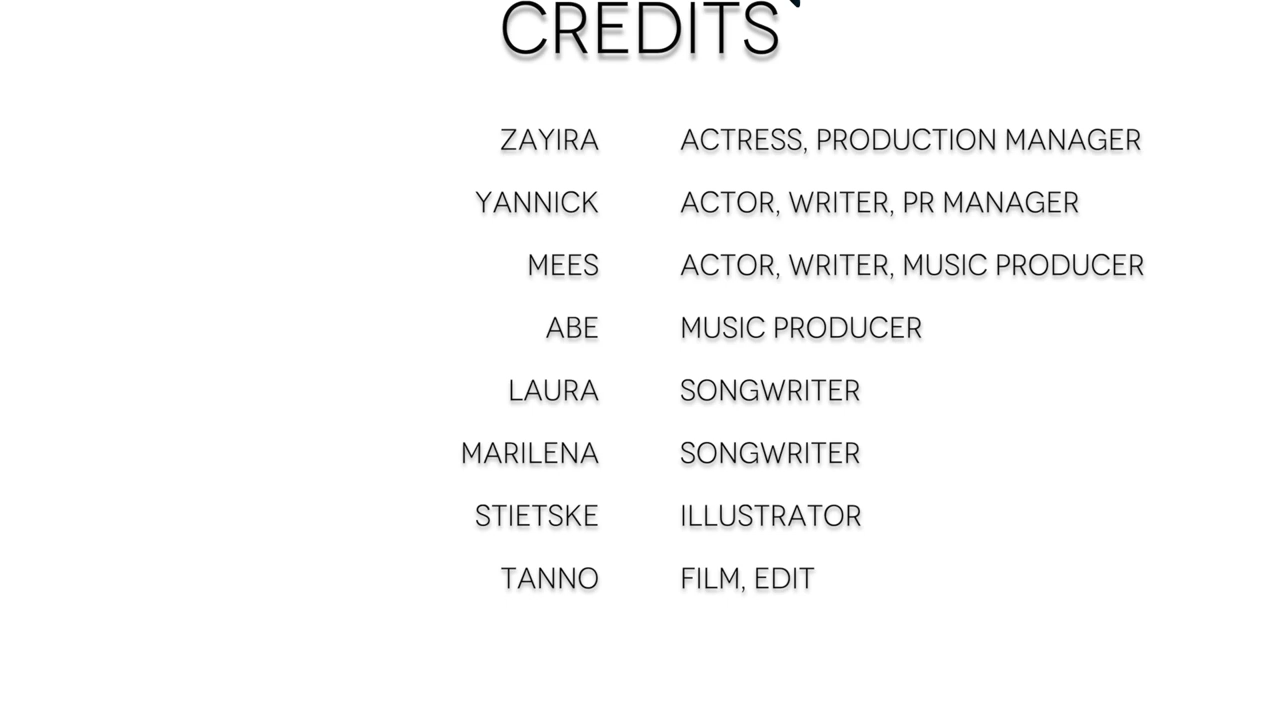 CREDITS
ZAYIRA ACTRESS, PRODUCTION MANAGER
YANNICK ACTOR, WRITER, PR MANAGER
MEES ACTOR, WRITER, MUSIC PRODUCER
ABE MUSIC PRODUCER
LAURA SONGWRITER
MARILENA SONGWRITER
STIETSKE ILLUSTRATOR
TANNO FILM, EDIT